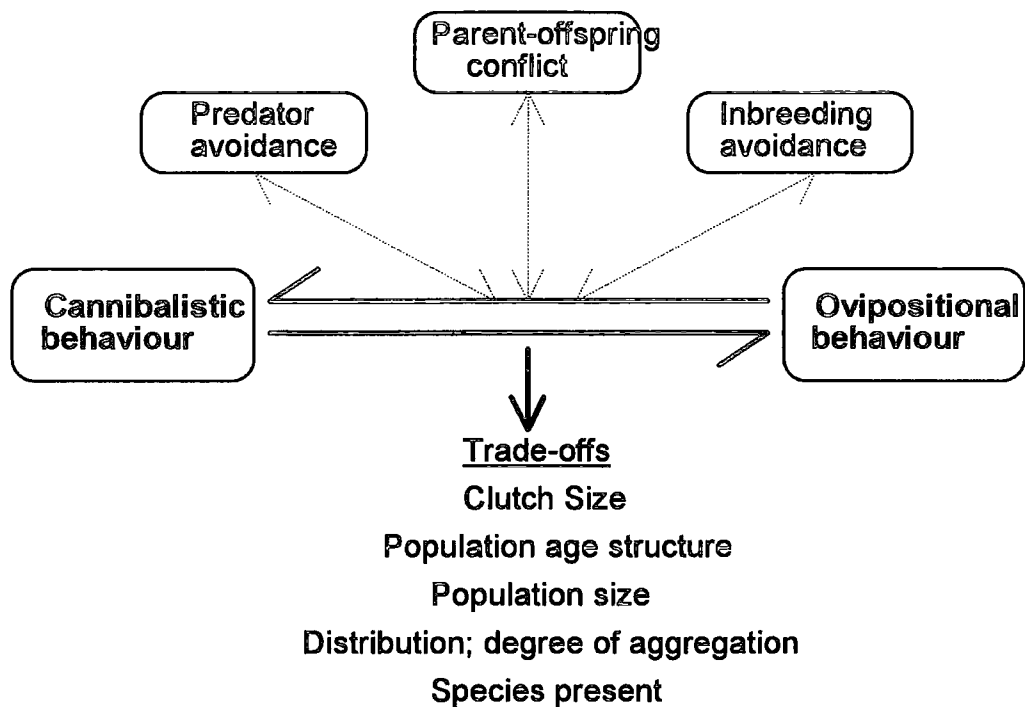 Parent-offspring
conflict
Predator
avoidance
Inbreeding
avoidance
Cannibalistic
behaviour
Ovipositional
behaviour
Trade-offs
Clutch Size
Population age structure
Population size
Distribution; degree of aggregation
Species present